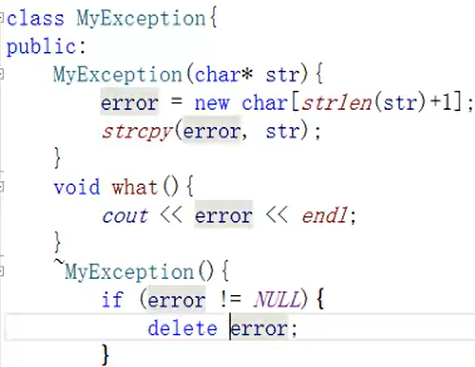 class MyException{
public:
    MyException(char* str){
        error = new char[strlen(str)+1];
        strcpy(error, str);
    }
    void what(){
        cout << error << endl;
    }
    ~MyException(){
        if (error != NULL){
            delete error;
        }